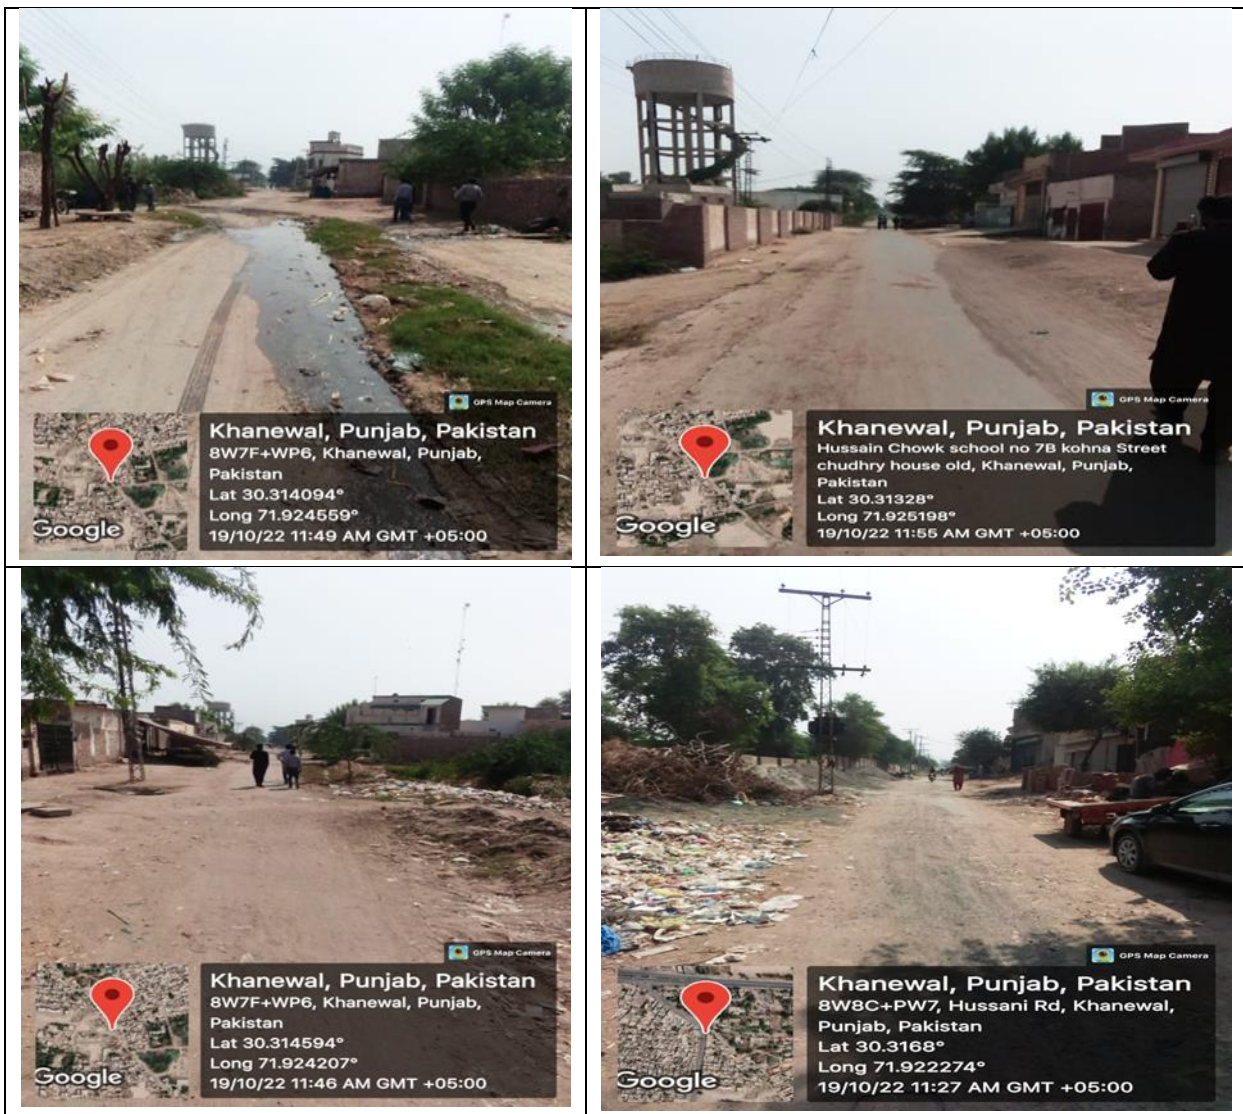 GPS Map Camera
Khanewal, Punjab, Pakistan
8W7F+WP6, Khanewal, Punjab,
Pakistan
Lat 30.314094°
Long 71.924559°
19/10/22 11:49 AM GMT +05:00
Google
GPS Map Camera
Khanewal, Punjab, Pakistan
Hussain Chowk school no 7B kohna Street
chudhry house old, Khanewal, Punjab,
Pakistan
Lat 30.31328°
Long 71.925198°
19/10/22 11:55 AM GMT +05:00
Google
GPS Map Camera
Khanewal, Punjab, Pakistan
8W7F+WP6, Khanewal, Punjab,
Pakistan
Lat 30.314594°
Long 71.924207°
19/10/22 11:46 AM GMT +05:00
Google
GPS Map Camera
Khanewal, Punjab, Pakistan
8W8C+PW7, Hussani Rd, Khanewal,
Punjab, Pakistan
Lat 30.3168°
Long 71.922274°
19/10/22 11:27 AM GMT +05:00
Google